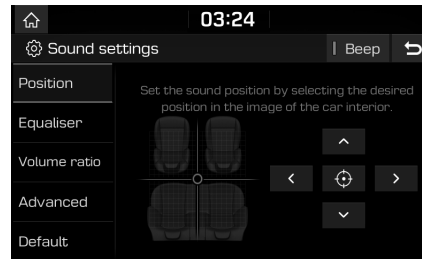 03:24
Sound settings
Beep
Position
Set the sound position by selecting the desired
position in the image of the car interior.
Equaliser
Volume ratio
Advanced
Default